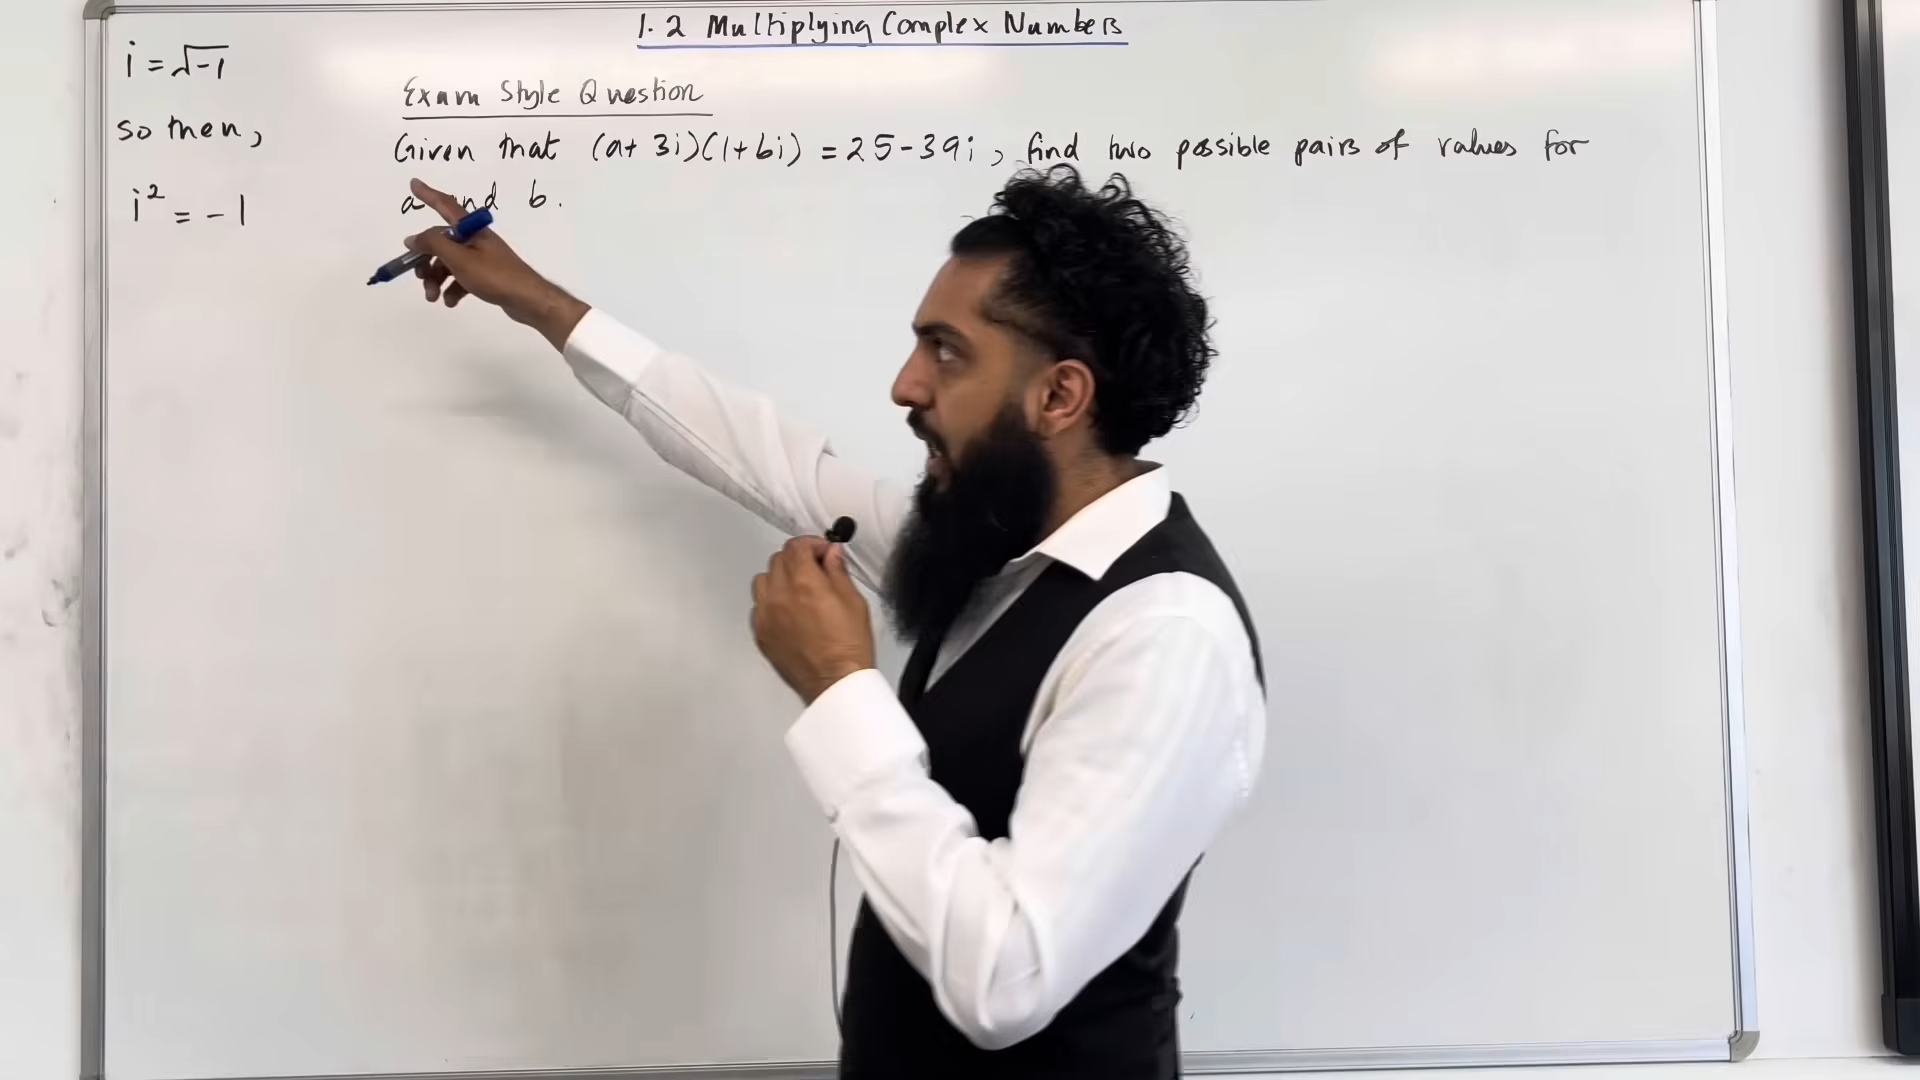 1.2 Multiplying Complex Numbers
i = √-1
so then,
i² = -1
Exam Style Question
Given that (a+ 3i)(1+bi) = 25-39i, find two possible pairs of values for
a and b.